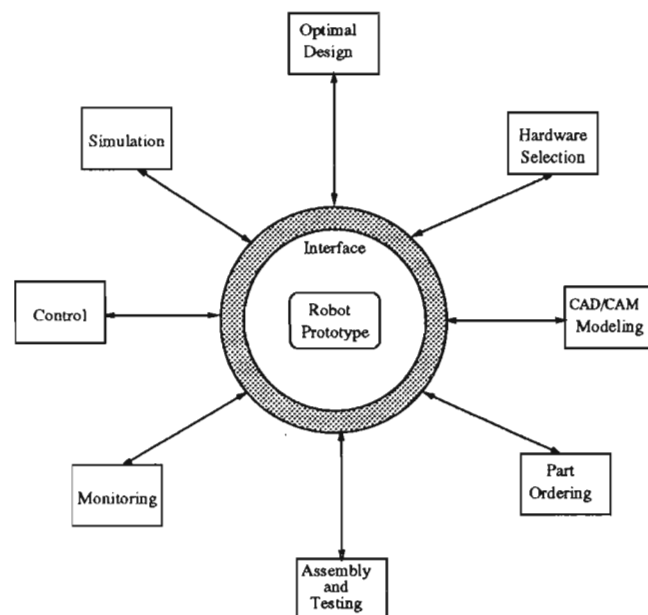 Optimal
Design
Simulation
Hardware
Selection
Interface
Control
Robot
Prototype
CAD/CAM
Modeling
Monitoring
Part
Ordering
Assembly
and
Testing